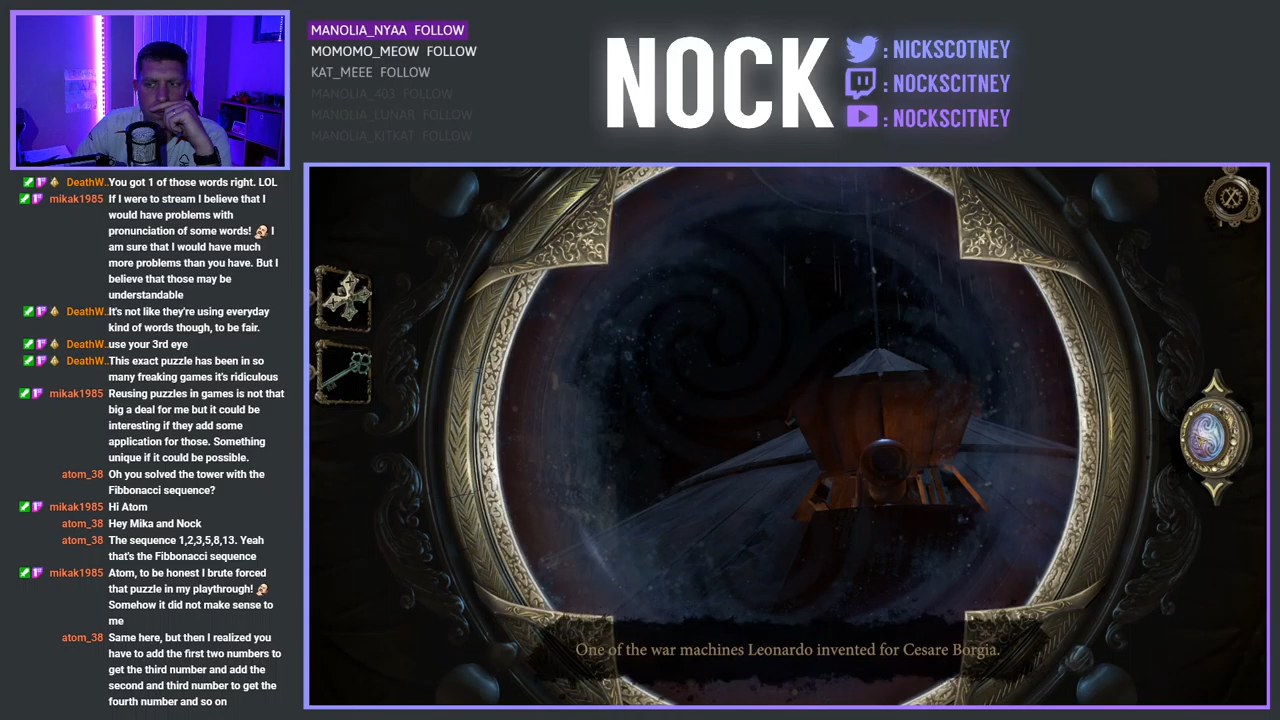 MANOLIA_NYAA FOLLOW
MOMOMO_MEOW FOLLOW
KAT_MEEE FOLLOW
MANOLIA_403 FOLLOW
MANOLIA_LUNAR FOLLOW
MANOLIA_KITKAT FOLLOW
NOCK
: NICKSCOTNEY
: NOCKSCITNEY
: NOCKSCITNEY
DeathW.. You got 1 of those words right. LOL
mikak1985 If I were to stream I believe that I
would have problems with
pronunciation of some words! I
am sure that I would have much
more problems than you have. But I
believe that those may be
understandable
DeathW.. It's not like they're using everyday
kind of words though, to be fair.
DeathW.. use your 3rd eye
DeathW.. This exact puzzle has been in so
many freaking games it's ridiculous
mikak1985 Reusing puzzles in games is not that
big a deal for me but it could be
interesting if they add some
application for those. Something
unique if it could be possible.
atom_38 Oh you solved the tower with the
Fibbonacci sequence?
mikak1985 Hi Atom
atom_38 Hey Mika and Nock
atom_38 The sequence 1,2,3,5,8,13. Yeah
that's the Fibbonacci sequence
mikak1985 Atom, to be honest I brute forced
that puzzle in my playthrough!
Somehow it did not make sense to
me
atom_38 Same here, but then I realized you
have to add the first two numbers to
get the third number and add the
second and third number to get the
fourth number and so on
One of the war machines Leonardo invented for Cesare Borgia.